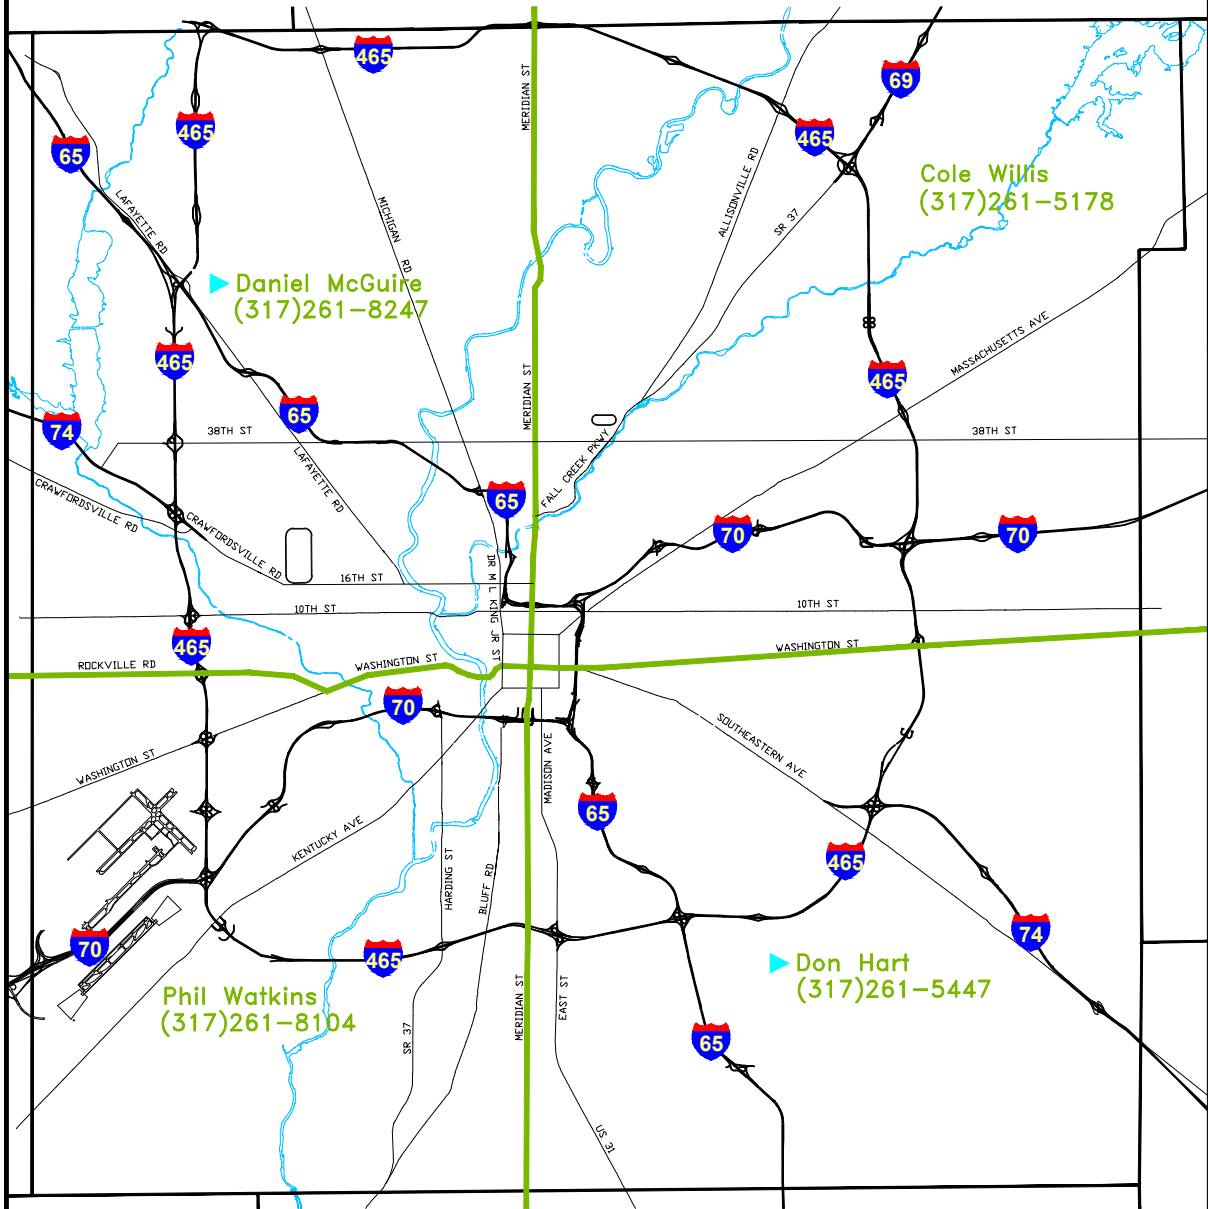 465
MERIDIAN ST
69
465
465
65
ALLISONVILLE RD
Cole Willis
(317)261-5178
LAFAYETTE RD
MICHIGAN RD
SR 37
Daniel McGuire
(317)261-8247
MASSACHUSETTS AVE
465
465
MERIDIAN ST
65
74
38TH ST
38TH ST
FALL CREEK PKWY
LAFAYETTE RD
CRAWFORDSVILLE RD
65
70
70
CRAWFORDSVILLE RD
16TH ST
DR M L KING JR ST
10TH ST
10TH ST
465
ROCKVILLE RD
WASHINGTON ST
WASHINGTON ST
70
SOUTHEASTERN AVE
WASHINGTON ST
MADISON AVE
65
KENTUCKY AVE
465
HARDING ST
BLUFF RD
70
465
74
Don Hart
(317)261-5447
Phil Watkins
(317)261-8104
MERIDIAN ST
EAST ST
SR 37
65
US 31